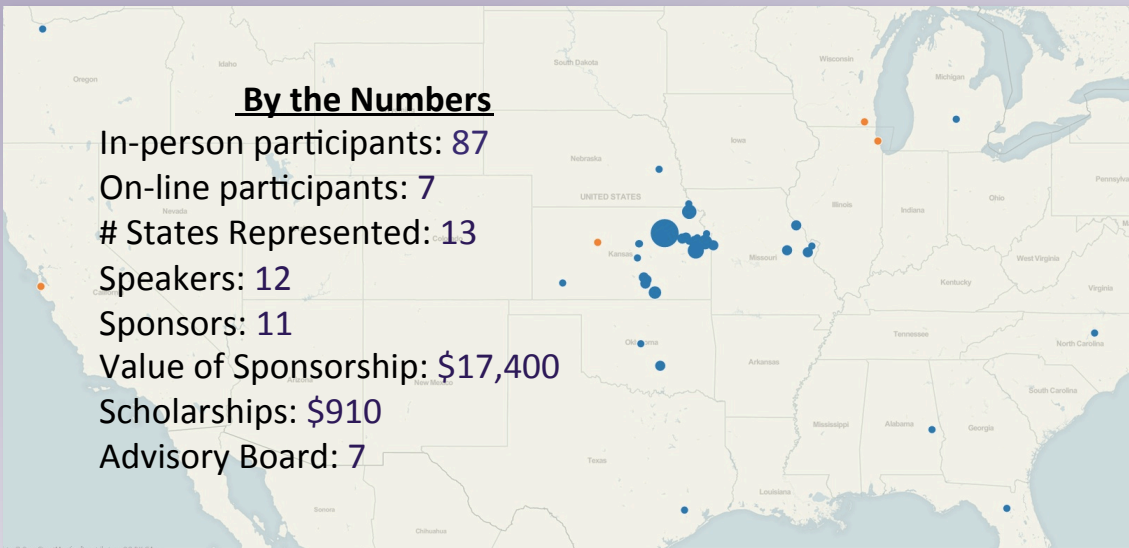 By the Numbers
In-person participants: 87
On-line participants: 7
# States Represented: 13
Speakers: 12
Sponsors: 11
Value of Sponsorship: $17,400
Scholarships: $910
Advisory Board: 7
Oregon
Idaho
South Dakota
Wisconsin
Michigan
Iowa
Nebraska
UNITED STATES
Nevada
Illinois
Indiana
Ohio
Kansas
Missouri
West Virginia
Kentucky
Virginia
Tennessee
North Carolina
Arkansas
South Carolina
New Mexico
Mississippi
Alabama
Georgia
Texas
Louisiana
Sonora
Chihuahua